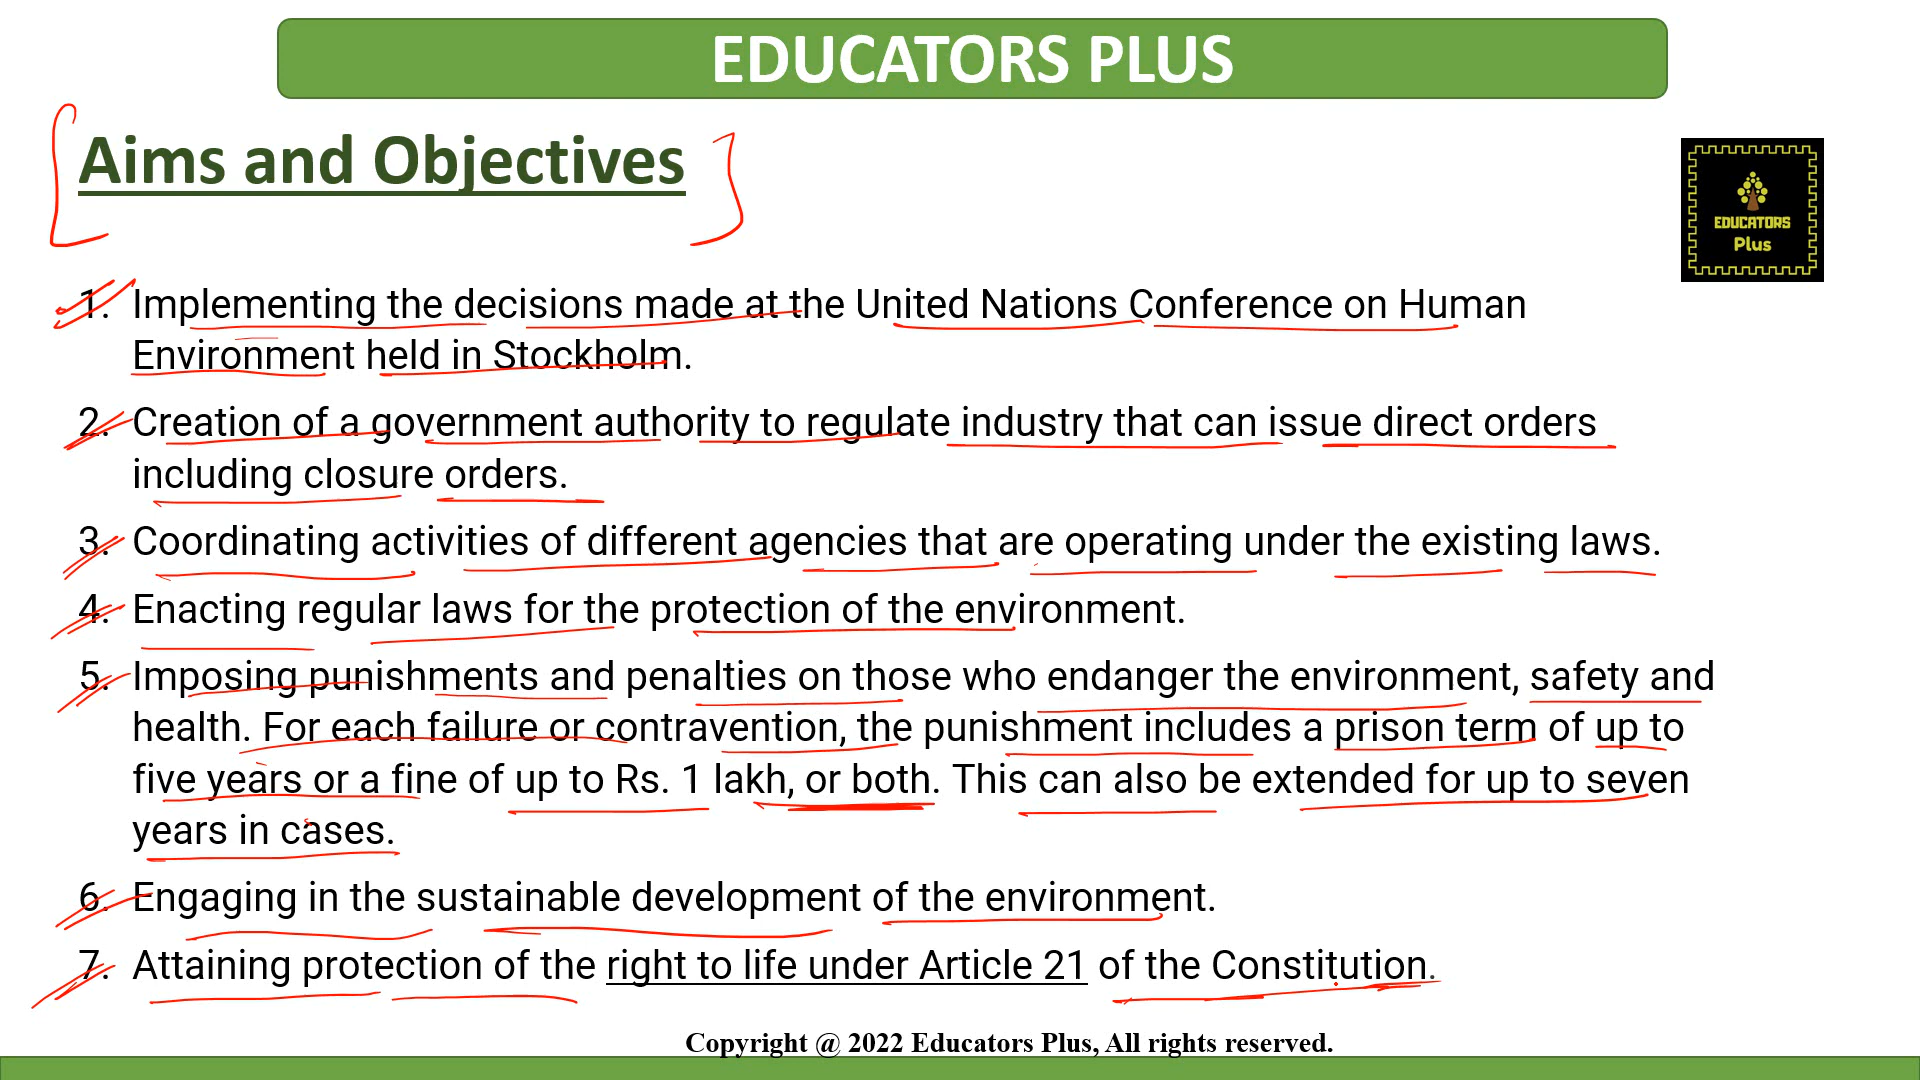 EDUCATORS PLUS
Aims and Objectives
EDUCATORS
Plus
1. Implementing the decisions made at the United Nations Conference on Human
Environment held in Stockholm.
2. Creation of a government authority to regulate industry that can issue direct orders
including closure orders.
3. Coordinating activities of different agencies that are operating under the existing laws.
4. Enacting regular laws for the protection of the environment.
5. Imposing punishments and penalties on those who endanger the environment, safety and
health. For each failure or contravention, the punishment includes a prison term of up to
five years or a fine of up to Rs. 1 lakh, or both. This can also be extended for up to seven
years in cases.
6. Engaging in the sustainable development of the environment.
7. Attaining protection of the right to life under Article 21 of the Constitution.
Copyright @ 2022 Educators Plus, All rights reserved.